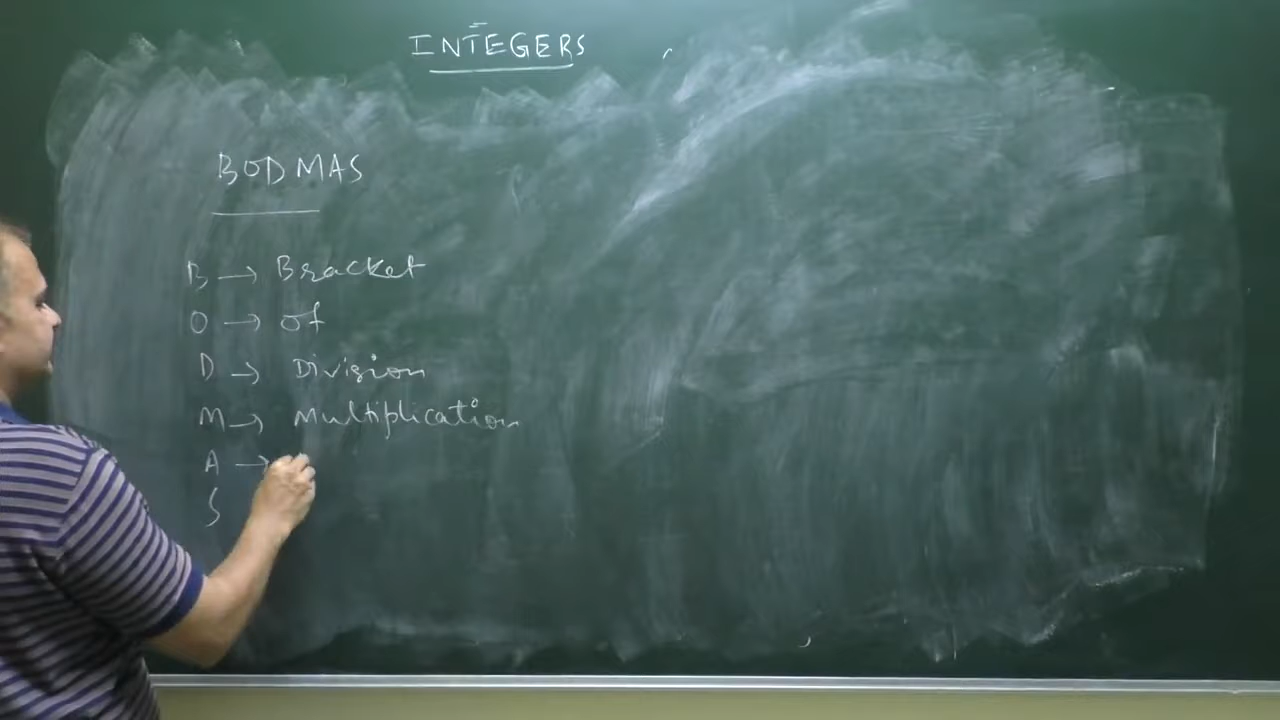 INTEGERS
BODMAS
B → Bracket
O → of
D → Division
M → Multiplication
A →
S